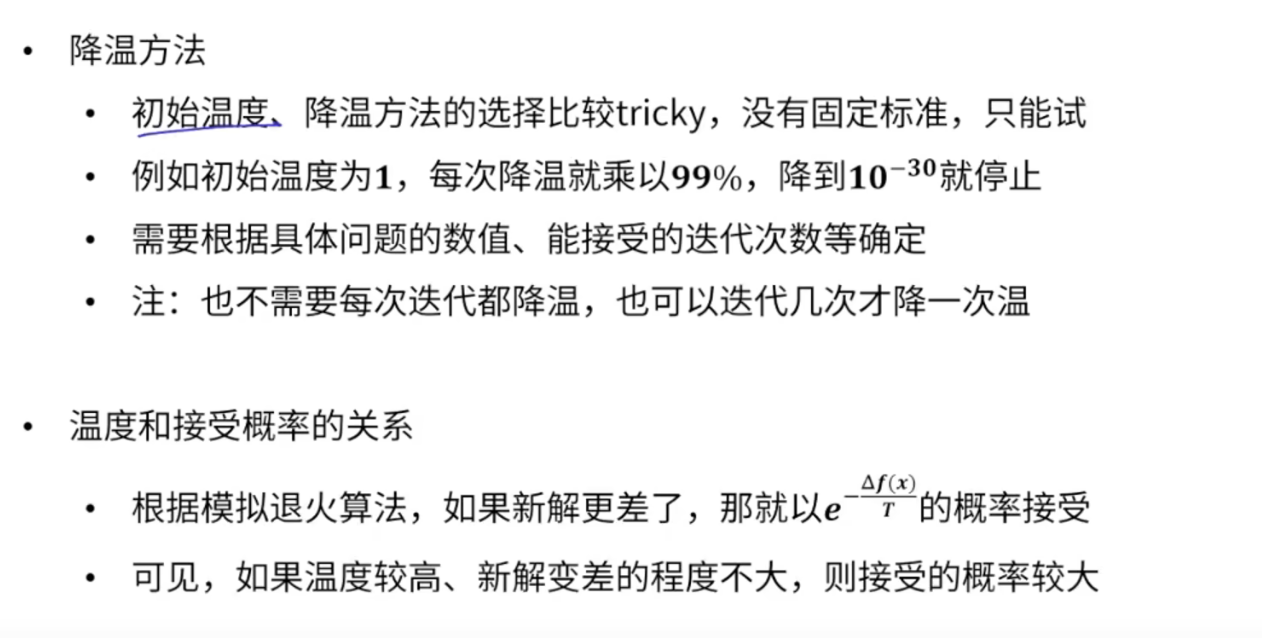 • 降温方法
• 初始温度、降温方法的选择比较tricky，没有固定标准，只能试
• 例如初始温度为1，每次降温就乘以99%，降到10⁻³⁰就停止
• 需要根据具体问题的数值、能接受的迭代次数等确定
• 注：也不需要每次迭代都降温，也可以迭代几次才降一次温
• 温度和接受概率的关系
• 根据模拟退火算法，如果新解更差了，那就以e^{-\frac{Δf(x)}{T}}的概率接受
• 可见，如果温度较高、新解变差的程度不大，则接受的概率较大